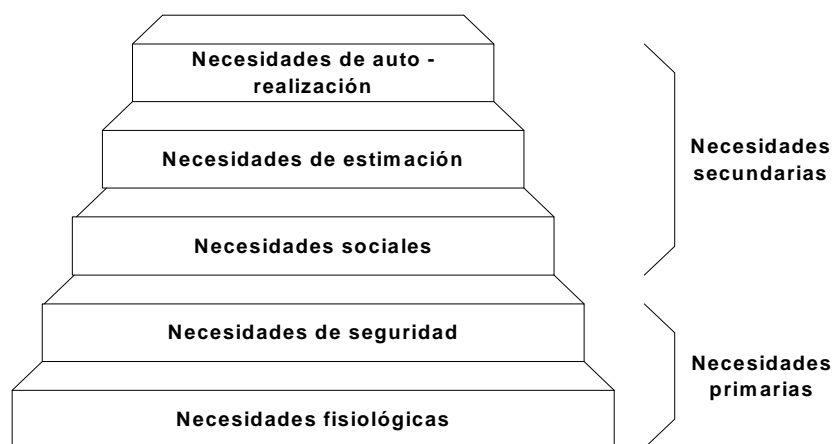 Necesidades de auto -
realización
Necesidades de estimación
Necesidades
secundarias
Necesidades sociales
Necesidades de seguridad
Necesidades
primarias
Necesidades fisiológicas